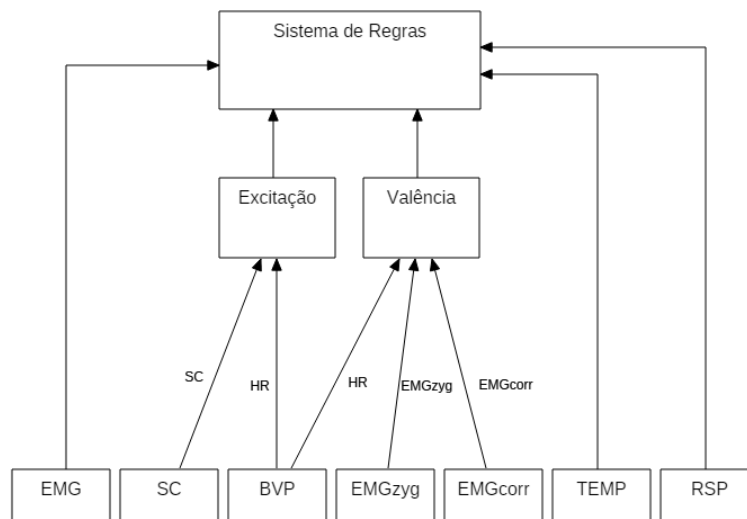 Sistema de Regras
Excitação
Valência
SC
HR
HR
EMGzyg
EMGcorr
EMG
SC
BVP
EMGzyg
EMGcorr
TEMP
RSP